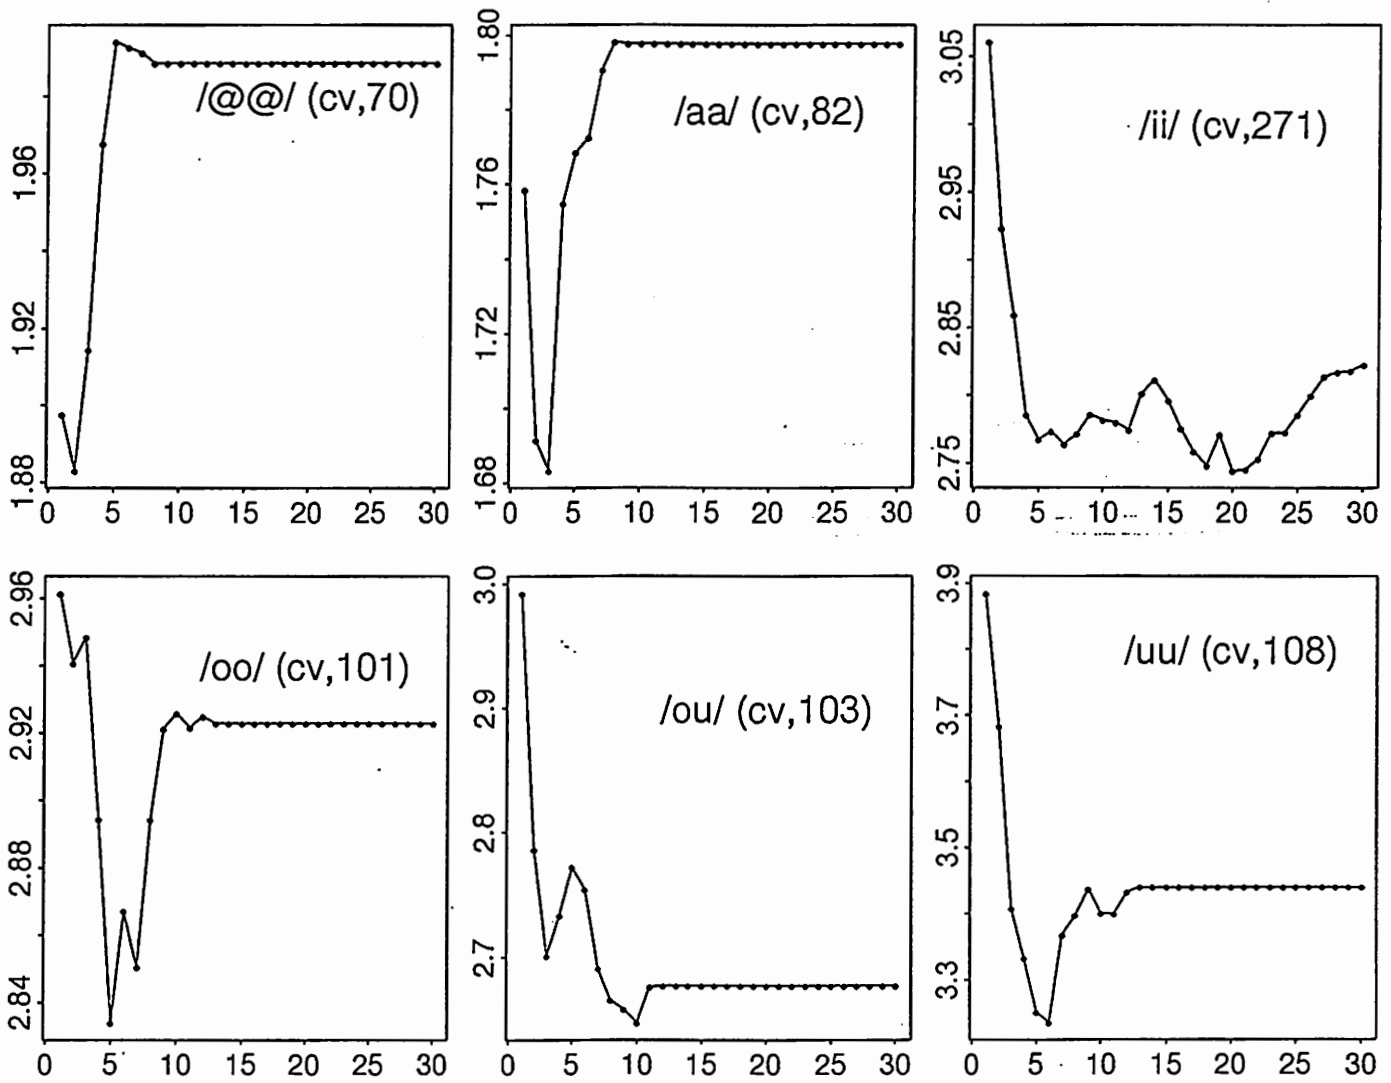 /@@/ (cv,70)
1.96
1.92
1.88
0 5 10 15 20 25 30
/aa/ (cv,82)
1.80
1.76
1.72
1.68
0 5 10 15 20 25 30
/ii/ (cv,271)
3.05
2.95
2.85
2.75
0 5 10 15 20 25 30
/oo/ (cv,101)
2.96
2.92
2.88
2.84
0 5 10 15 20 25 30
/ou/ (cv,103)
3.0
2.9
2.8
2.7
0 5 10 15 20 25 30
/uu/ (cv,108)
3.9
3.7
3.5
3.3
0 5 10 15 20 25 30